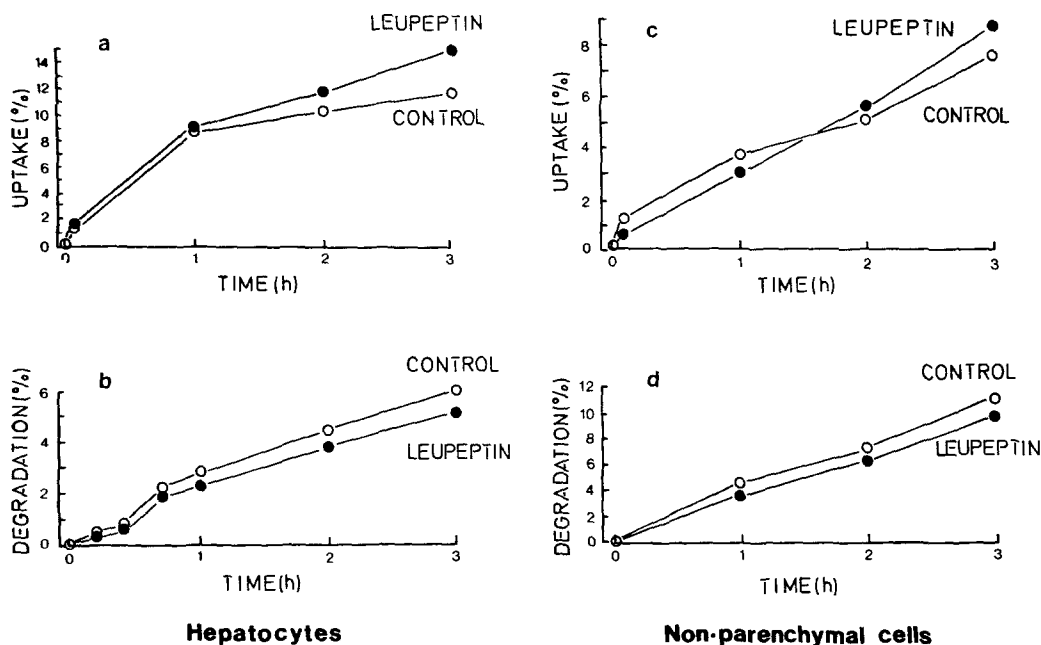 a
LEUPEPTIN
CONTROL
UPTAKE (%)
14
12
10
8
6
4
2
0
0 1 2 3
TIME (h)
c
LEUPEPTIN
CONTROL
UPTAKE (%)
8
6
4
2
0
0 1 2 3
TIME (h)
b
CONTROL
LEUPEPTIN
DEGRADATION (%)
6
4
2
0
0 1 2 3
TIME (h)
Hepatocytes
d
CONTROL
LEUPEPTIN
DEGRADATION (%)
12
10
8
6
4
2
0
0 1 2 3
TIME (h)
Non-parenchymal cells